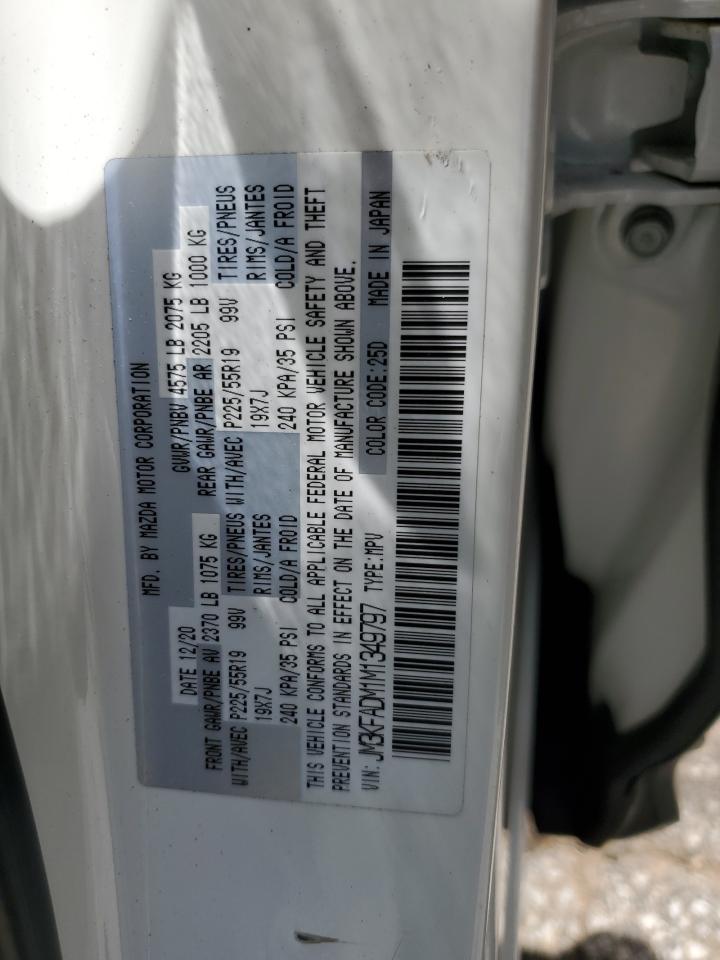 MFD. BY MAZDA MOTOR CORPORATION
DATE 12/20 GVWR/PNBV 4575 LB 2075 KG
FRONT GAWR/PNBE AV 2370 LB 1075 KG REAR GAWR/PNBE AR 2205 LB 1000 KG
WITH/AVEC P225/55R19 99V TIRES/PNEUS WITH/AVEC P225/55R19 99V TIRES/PNEUS
19X7J RIMS/JANTES 19X7J RIMS/JANTES
240 KPA/35 PSI COLD/A FROID 240 KPA/35 PSI COLD/A FROID
THIS VEHICLE CONFORMS TO ALL APPLICABLE FEDERAL MOTOR VEHICLE SAFETY AND THEFT
PREVENTION STANDARDS IN EFFECT ON THE DATE OF MANUFACTURE SHOWN ABOVE.
VIN: JM3KFADM1M1349797 TYPE:MPV COLOR CODE:25D MADE IN JAPAN